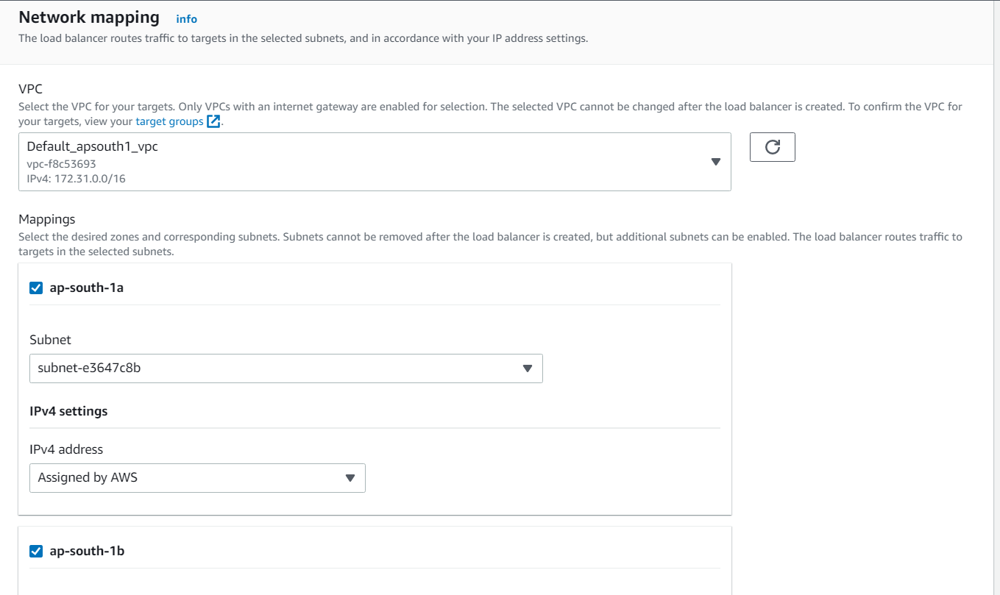 Network mapping info
The load balancer routes traffic to targets in the selected subnets, and in accordance with your IP address settings.
VPC
Select the VPC for your targets. Only VPCs with an internet gateway are enabled for selection. The selected VPC cannot be changed after the load balancer is created. To confirm the VPC for
your targets, view your target groups.
Default_apsouth1_vpc
vpc-f8c53693
IPv4: 172.31.0.0/16
Mappings
Select the desired zones and corresponding subnets. Subnets cannot be removed after the load balancer is created, but additional subnets can be enabled. The load balancer routes traffic to
targets in the selected subnets.
ap-south-1a
Subnet
subnet-e3647c8b
IPv4 settings
IPv4 address
Assigned by AWS
ap-south-1b